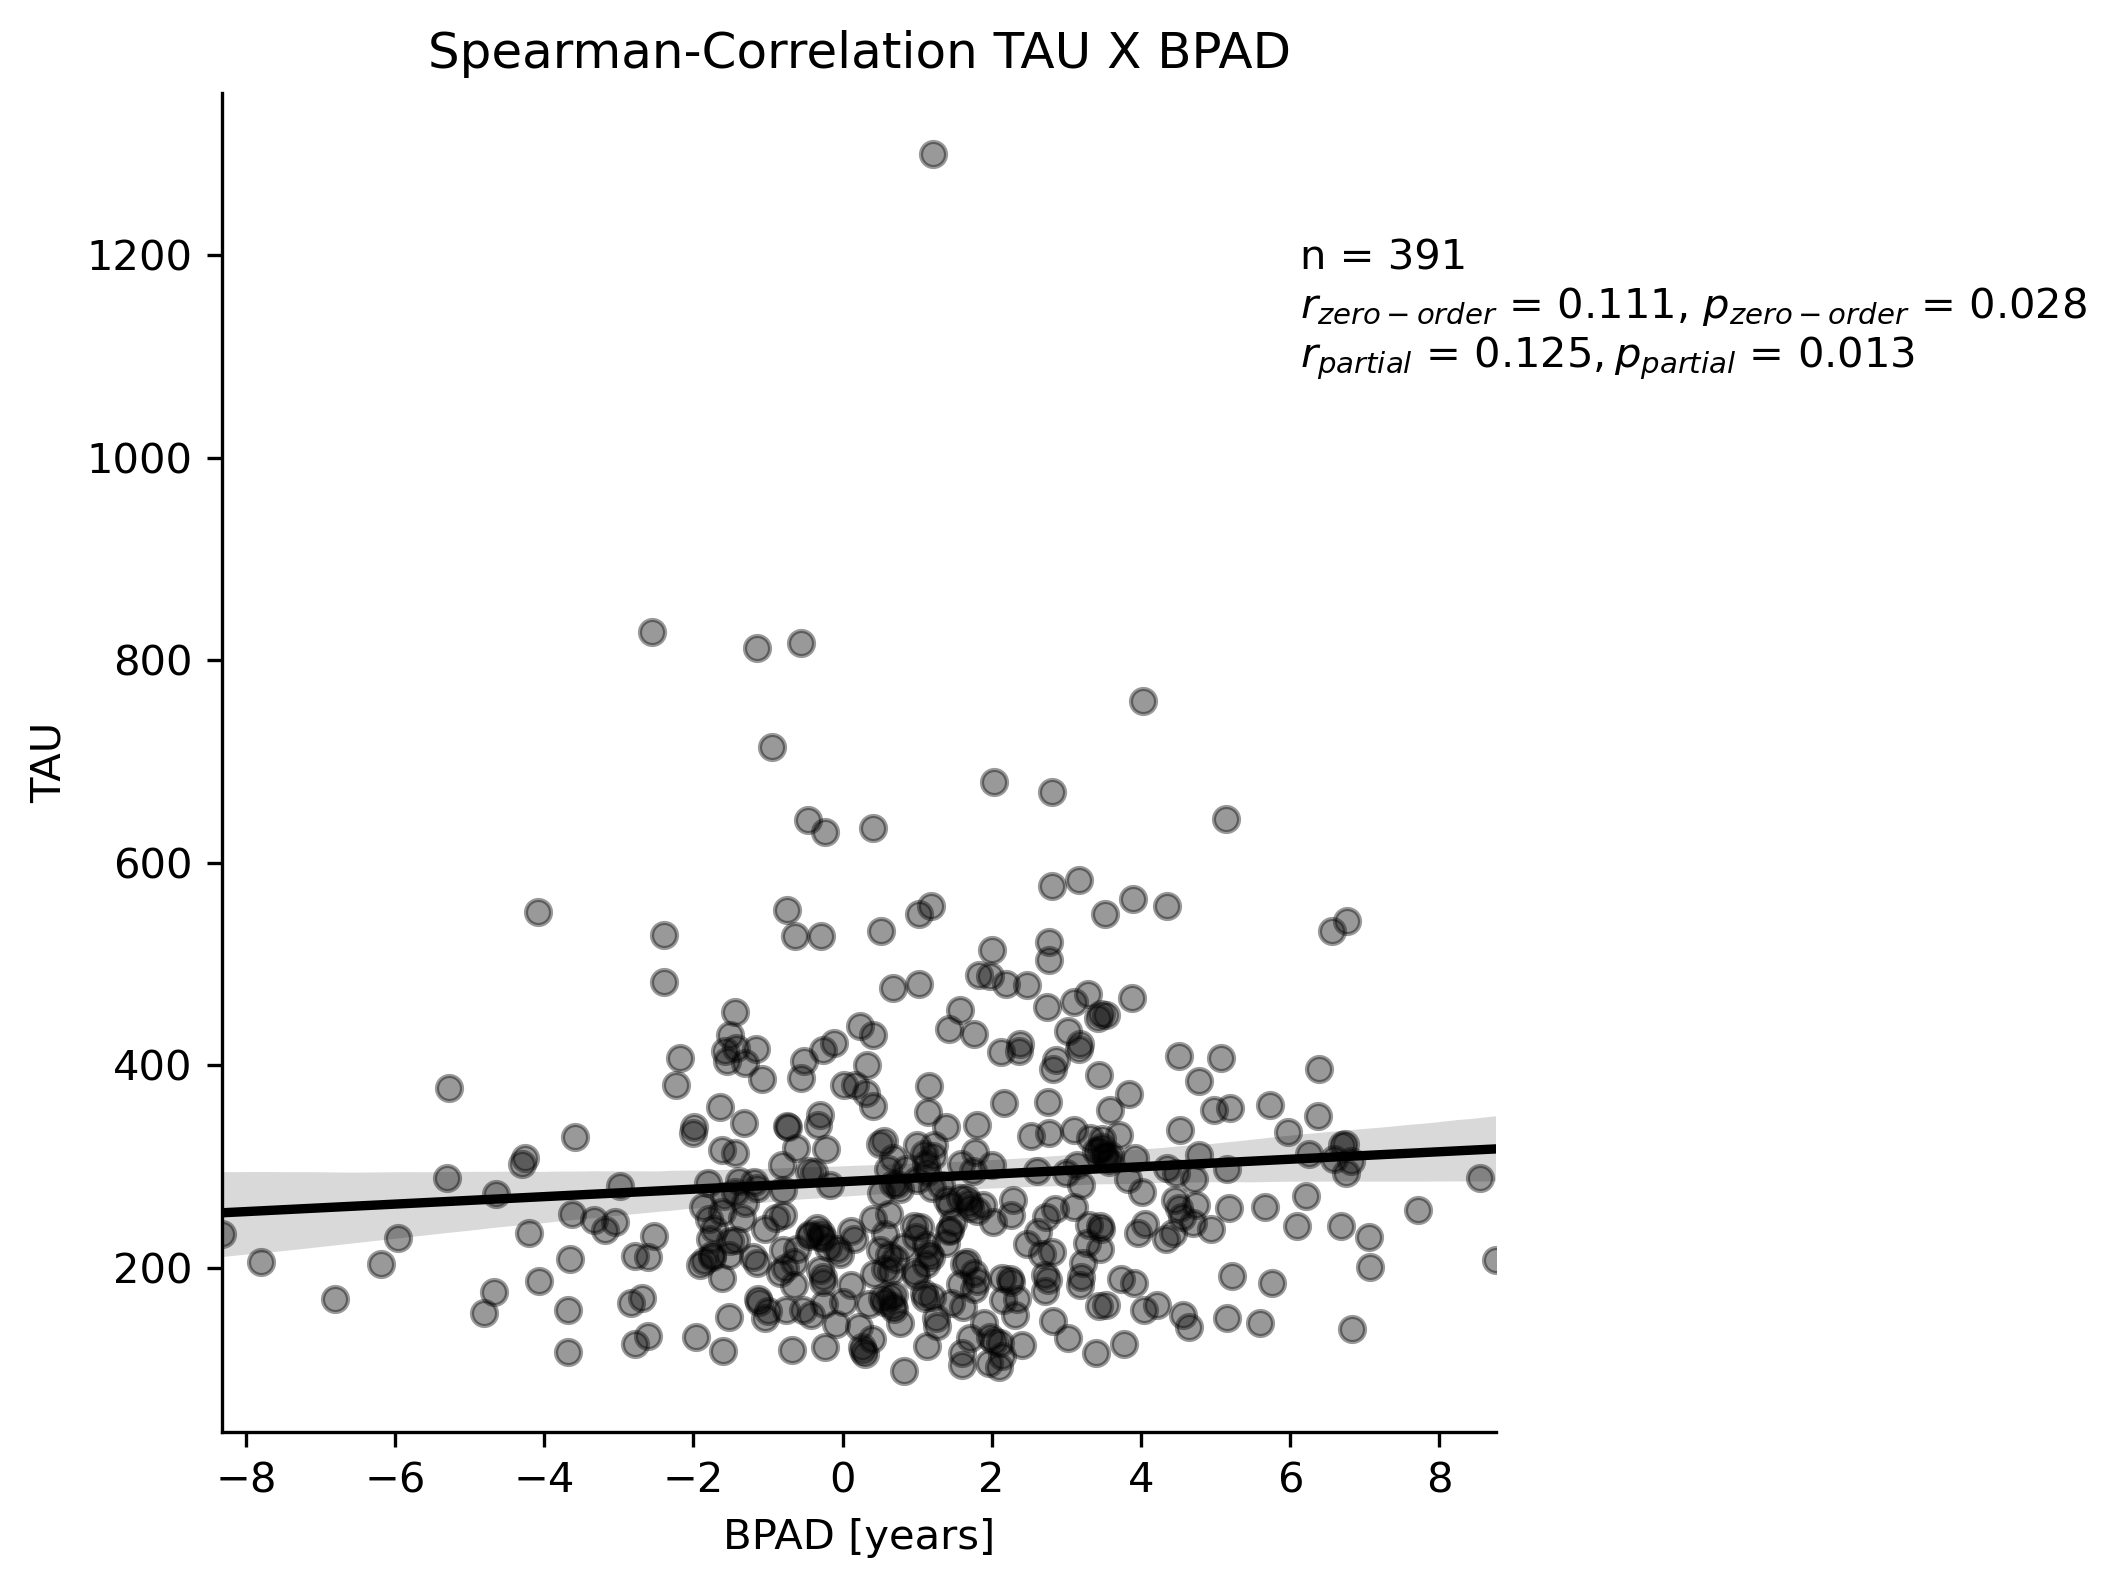 Spearman-Correlation TAU X BPAD
n = 391
r_zero−order = 0.111, p_zero−order = 0.028
r_partial = 0.125, p_partial = 0.013
1200
1000
800
600
400
200
TAU
−8 −6 −4 −2 0 2 4 6 8
BPAD [years]